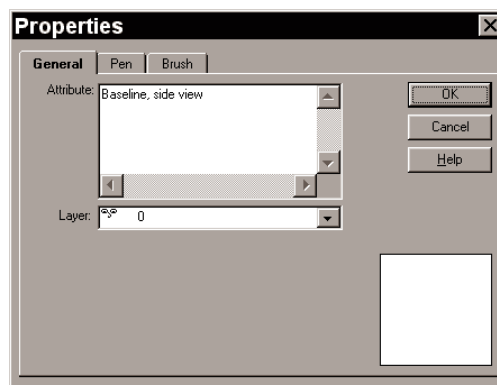 Properties
General Pen Brush
Attribute: Baseline, side view
OK
Cancel
Help
Layer: 0